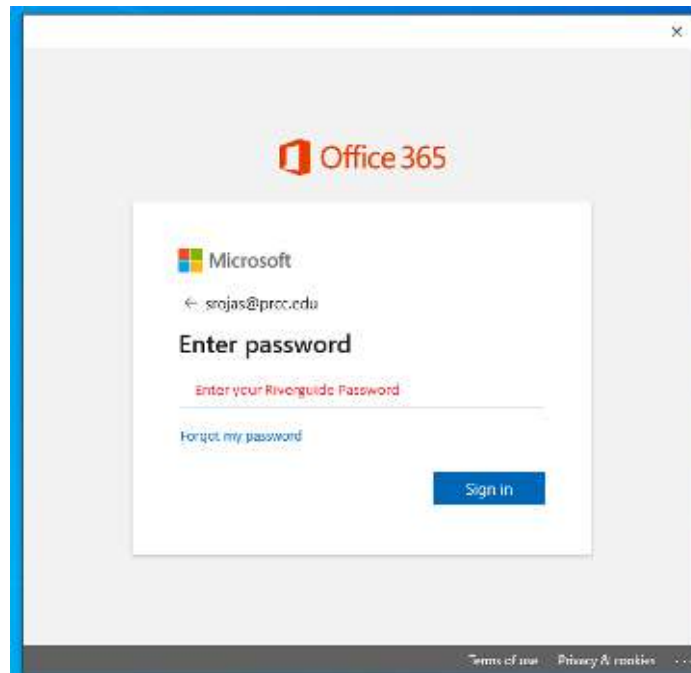 Office 365
Microsoft
← srojas@prcc.edu
Enter password
Enter your Riverguide Password
Forgot my password
Sign in
Terms of use Privacy & cookies ...